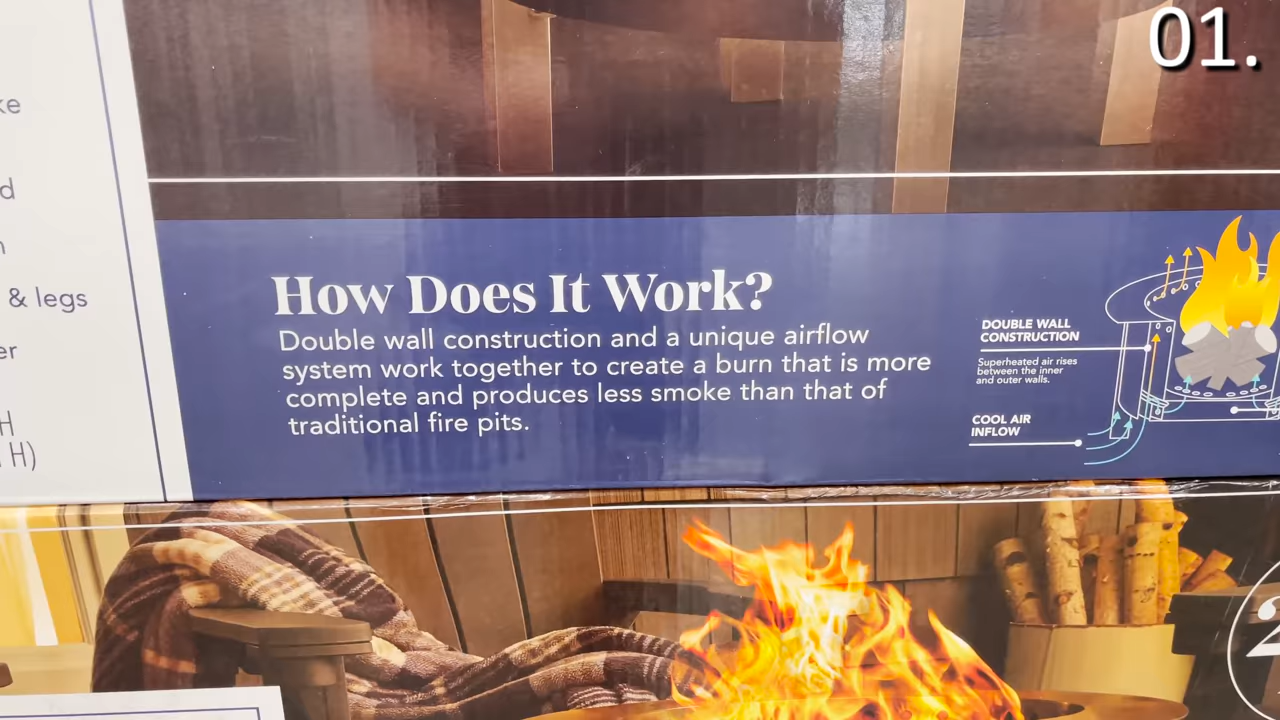 01.
& legs
H
H)
How Does It Work?
Double wall construction and a unique airflow
system work together to create a burn that is more
complete and produces less smoke than that of
traditional fire pits.
DOUBLE WALL
CONSTRUCTION
Superheated air rises
between the inner
and outer walls.
COOL AIR
INFLOW